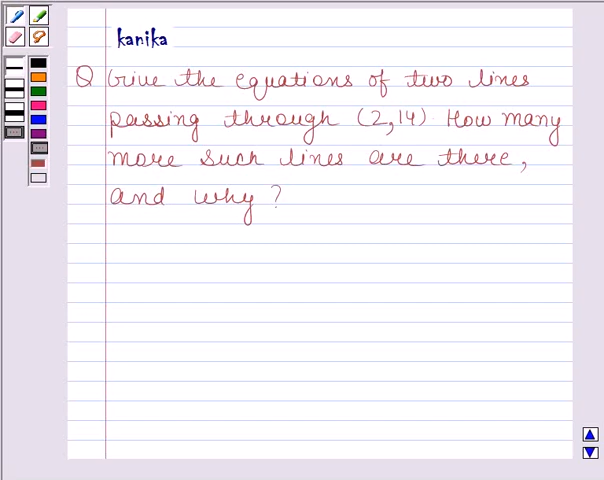 kanika
Q Give the equations of two lines
passing through (2,14) How many
more such lines are there,
and why?